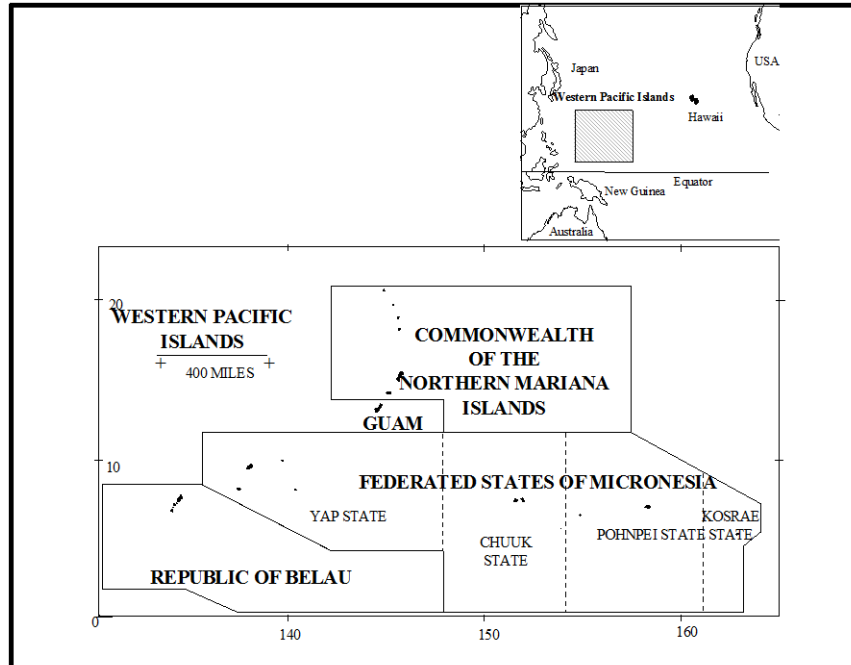 Japan
USA
Western Pacific Islands
Hawaii
Equator
New Guinea
Australia
20
WESTERN PACIFIC
ISLANDS
400 MILES
COMMONWEALTH
OF THE
NORTHERN MARIANA
ISLANDS
GUAM
10
FEDERATED STATES OF MICRONESIA
YAP STATE
CHUUK
STATE
POHNPEI STATE
KOSRAE
STATE
REPUBLIC OF BELAU
0
140
150
160